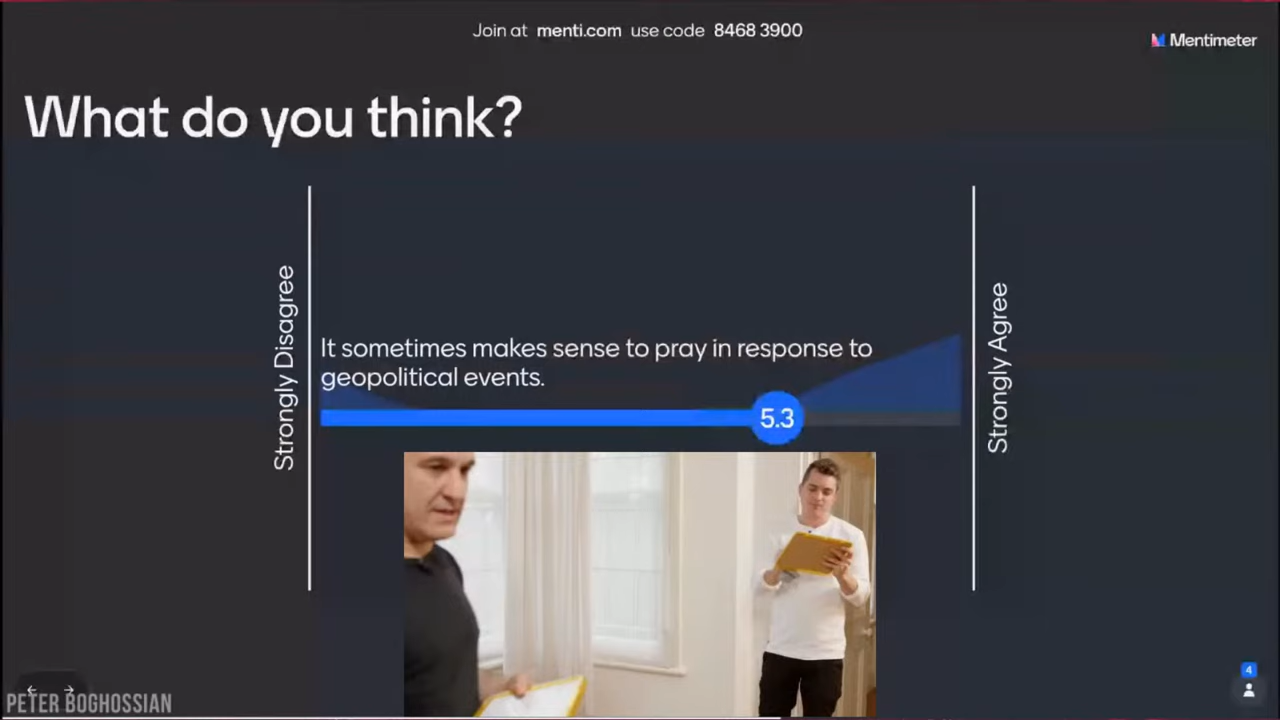 Join at menti.com use code 8468 3900
Mentimeter
What do you think?
Strongly Disagree
It sometimes makes sense to pray in response to
geopolitical events.
5.3
Strongly Agree
4
PETER BOGHOSSIAN